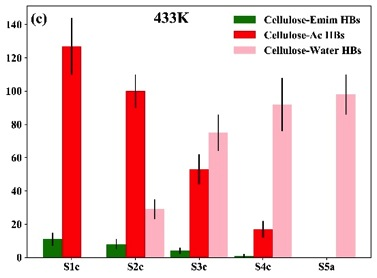 (c)
433K
Cellulose-Emim HBs
Cellulose-Ac HBs
Cellulose-Water HBs
140
120
100
80
60
40
20
0
S1c
S2c
S3c
S4c
S5a